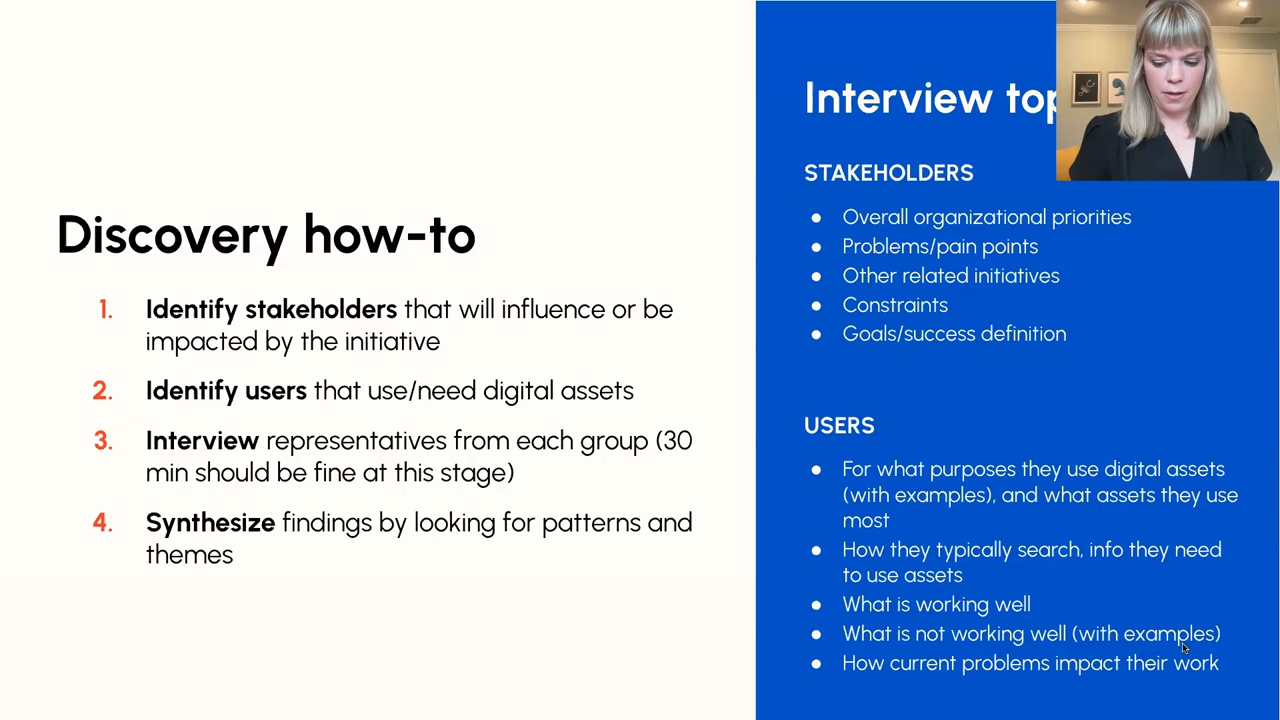 Discovery how-to
1. Identify stakeholders that will influence or be
impacted by the initiative
2. Identify users that use/need digital assets
3. Interview representatives from each group (30
min should be fine at this stage)
4. Synthesize findings by looking for patterns and
themes
Interview
STAKEHOLDERS
● Overall organizational priorities
● Problems/pain points
● Other related initiatives
● Constraints
● Goals/success definition
USERS
● For what purposes they use digital assets
(with examples), and what assets they use
most
● How they typically search, info they need
to use assets
● What is working well
● What is not working well (with examples)
● How current problems impact their work